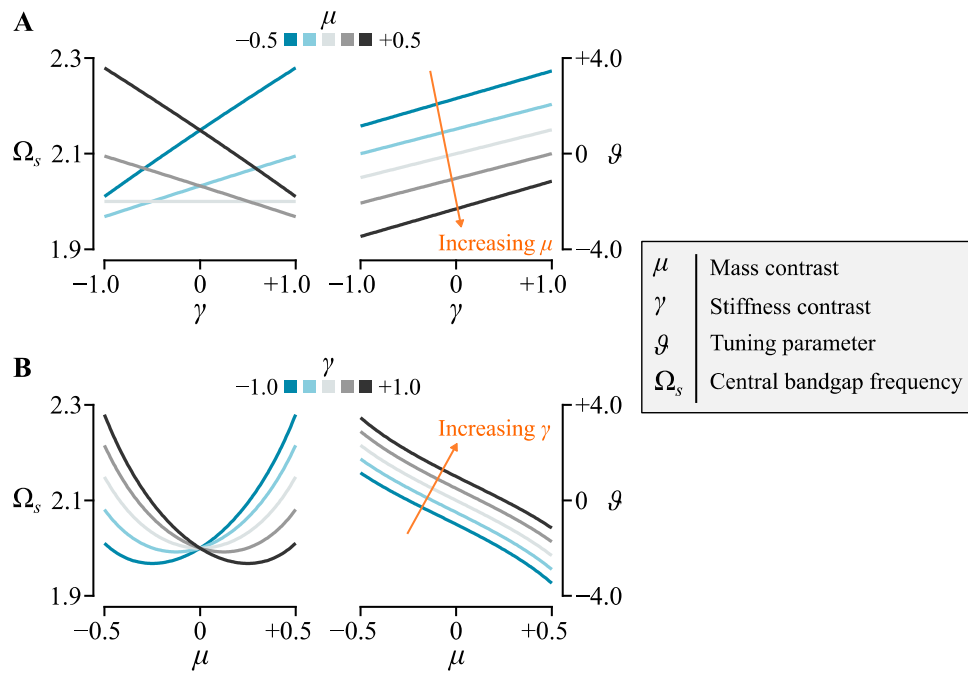 A
μ
−0.5 +0.5
2.3
2.1
1.9
Ωs
−1.0 0 +1.0
γ
Increasing μ
+4.0
0 ϑ
−4.0
−1.0 0 +1.0
γ
μ Mass contrast
γ Stiffness contrast
ϑ Tuning parameter
Ωs Central bandgap frequency
B
γ
−1.0 +1.0
2.3
2.1
1.9
Ωs
−0.5 0 +0.5
μ
Increasing γ
+4.0
0 ϑ
−4.0
−0.5 0 +0.5
μ